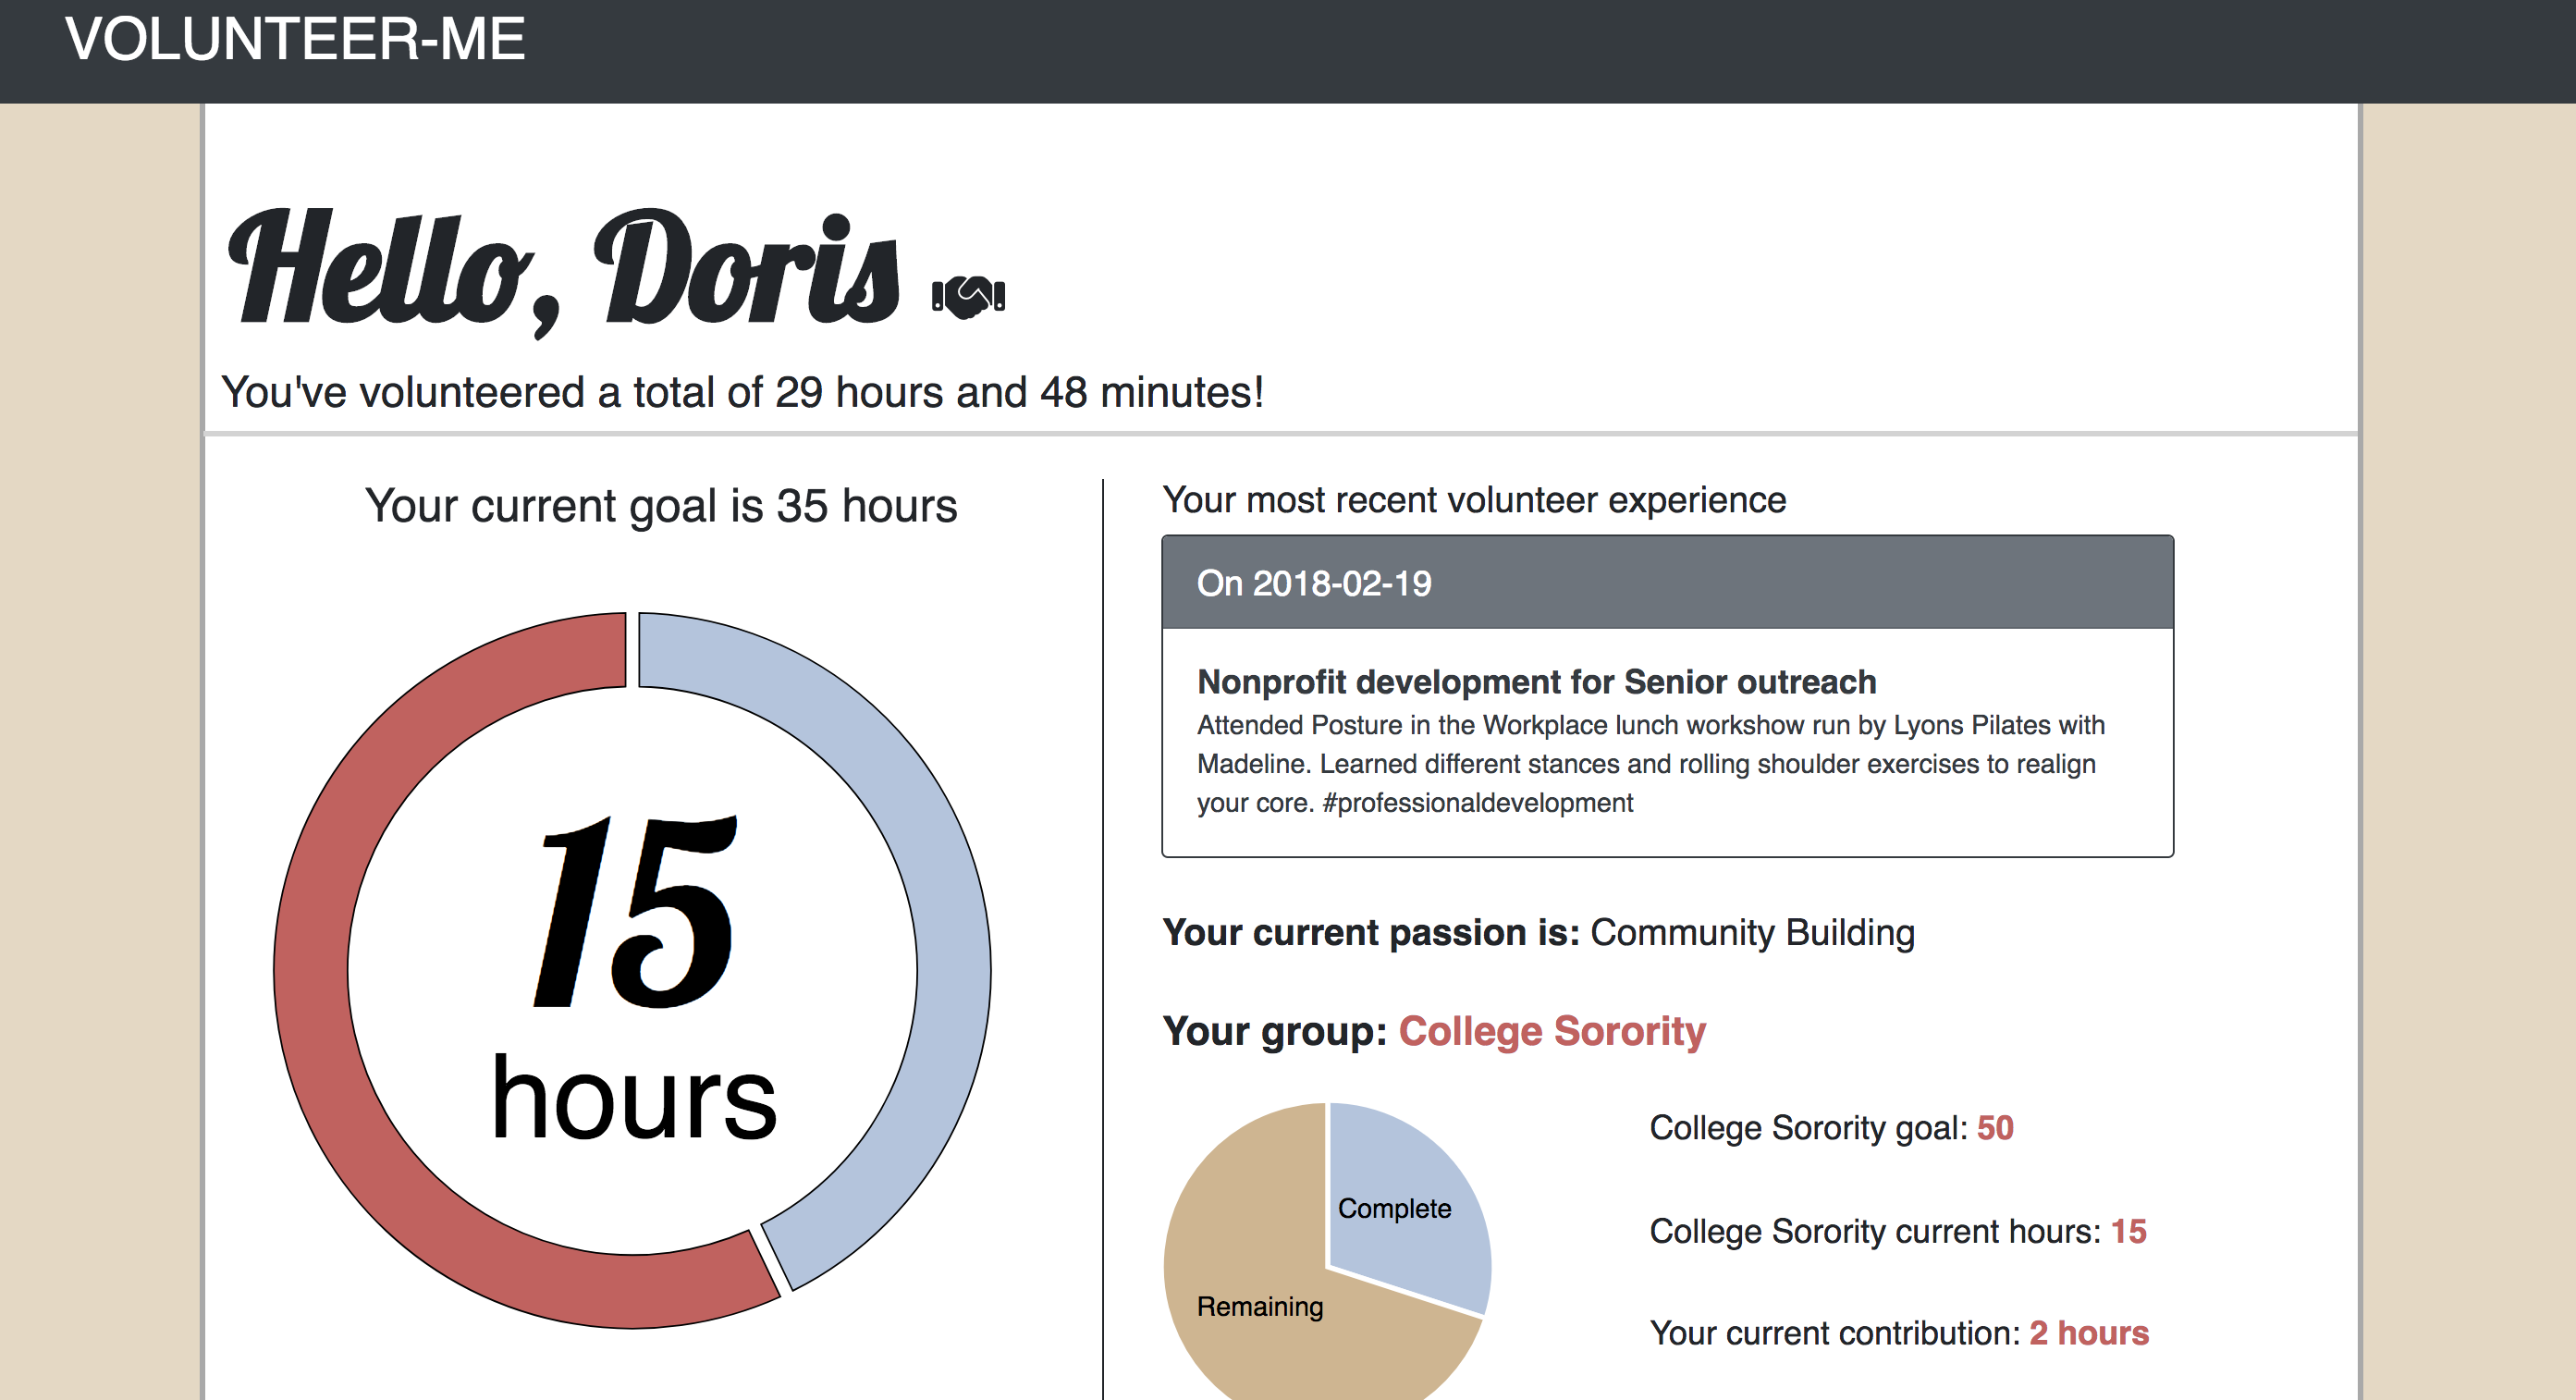 VOLUNTEER-ME
Hello, Doris
You've volunteered a total of 29 hours and 48 minutes!
Your current goal is 35 hours
15
hours
Your most recent volunteer experience
On 2018-02-19
Nonprofit development for Senior outreach
Attended Posture in the Workplace lunch workshow run by Lyons Pilates with
Madeline. Learned different stances and rolling shoulder exercises to realign
your core. #professionaldevelopment
Your current passion is: Community Building
Your group: College Sorority
Complete
Remaining
College Sorority goal: 50
College Sorority current hours: 15
Your current contribution: 2 hours